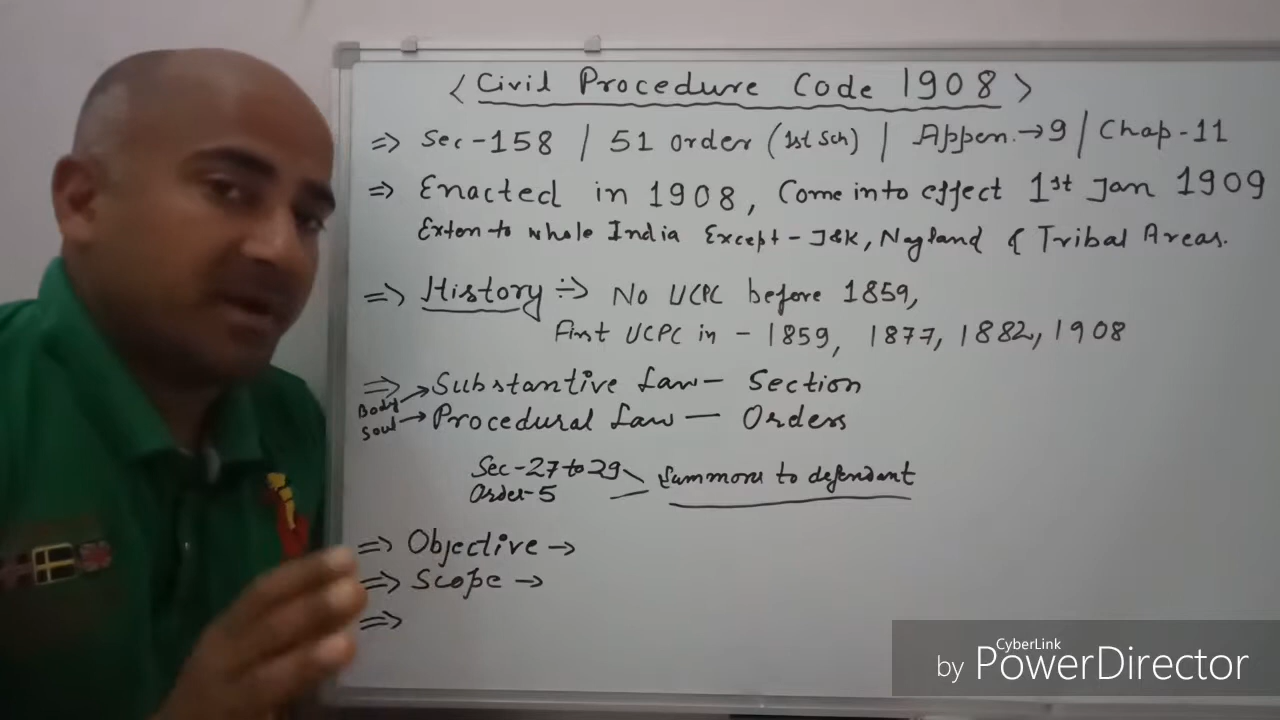 < Civil Procedure Code 1908 >
⇒ Sec-158 / 51 order (1st Sch) | Appen.→9 / Chap-11
⇒ Enacted in 1908, Come into effect 1st Jan 1909
Exten to whole India Except - J&K, Nagland & Tribal Areas.
⇒ History ÷> No UCPC before 1859,
First UCPC in - 1859, 1877, 1882, 1908
⇒ Substantive Law - Section
Body
Soul → Procedural Law - Orders
Sec-27 to 29
Order-5
Summons to defendant
⇒ Objective →
⇒ Scope →
⇒
CyberLink
by PowerDirector